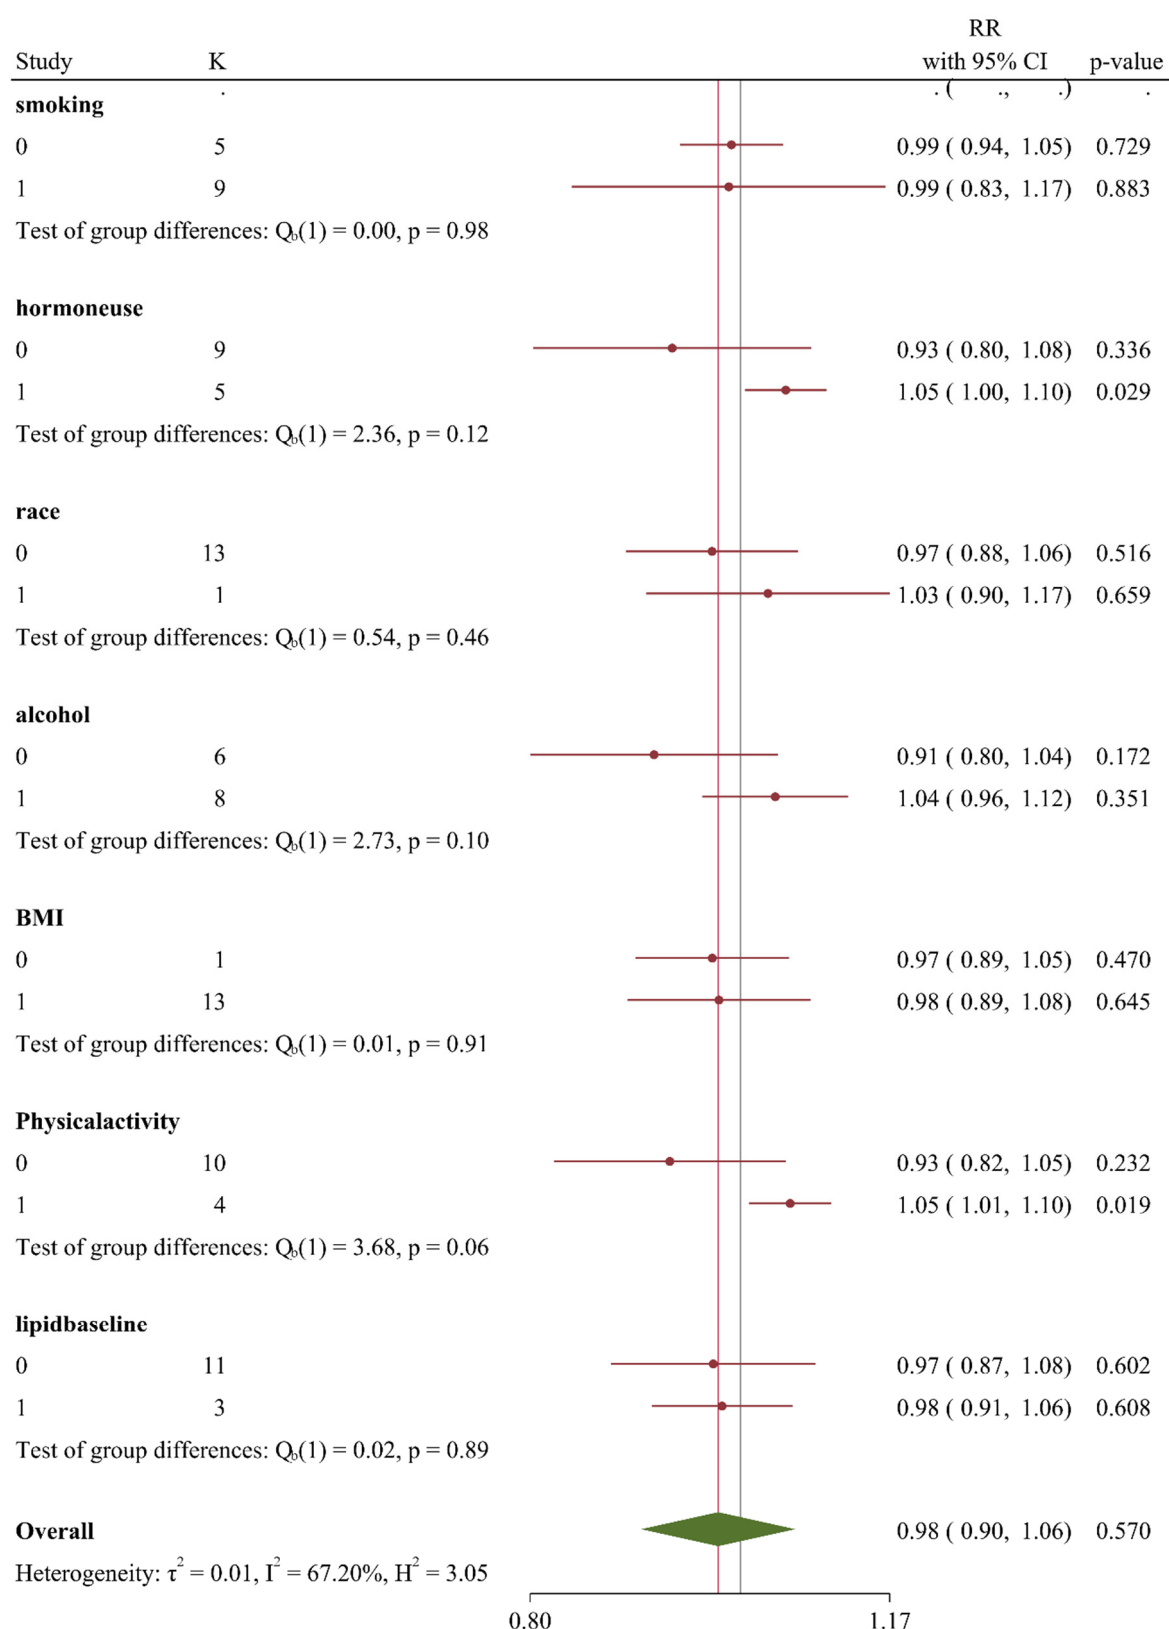 RR
Study K with 95% CI p-value
. . ( ., .) .
smoking
0 5 0.99 ( 0.94, 1.05) 0.729
1 9 0.99 ( 0.83, 1.17) 0.883
Test of group differences: Qb(1) = 0.00, p = 0.98
hormoneuse
0 9 0.93 ( 0.80, 1.08) 0.336
1 5 1.05 ( 1.00, 1.10) 0.029
Test of group differences: Qb(1) = 2.36, p = 0.12
race
0 13 0.97 ( 0.88, 1.06) 0.516
1 1 1.03 ( 0.90, 1.17) 0.659
Test of group differences: Qb(1) = 0.54, p = 0.46
alcohol
0 6 0.91 ( 0.80, 1.04) 0.172
1 8 1.04 ( 0.96, 1.12) 0.351
Test of group differences: Qb(1) = 2.73, p = 0.10
BMI
0 1 0.97 ( 0.89, 1.05) 0.470
1 13 0.98 ( 0.89, 1.08) 0.645
Test of group differences: Qb(1) = 0.01, p = 0.91
Physicalactivity
0 10 0.93 ( 0.82, 1.05) 0.232
1 4 1.05 ( 1.01, 1.10) 0.019
Test of group differences: Qb(1) = 3.68, p = 0.06
lipidbaseline
0 11 0.97 ( 0.87, 1.08) 0.602
1 3 0.98 ( 0.91, 1.06) 0.608
Test of group differences: Qb(1) = 0.02, p = 0.89
Overall 0.98 ( 0.90, 1.06) 0.570
Heterogeneity: τ² = 0.01, I² = 67.20%, H² = 3.05
0.80 1.17